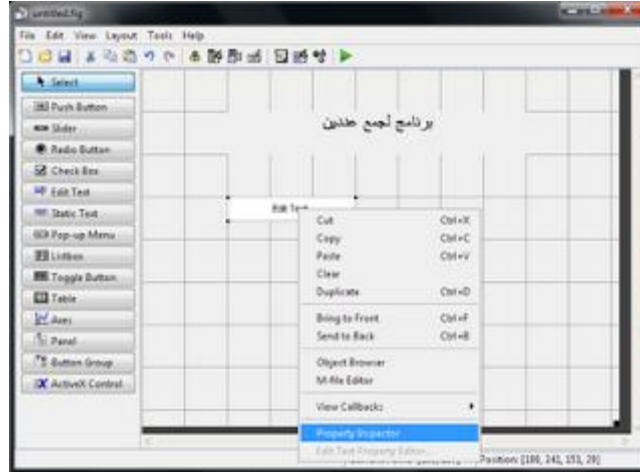 untitled.fig
File Edit View Layout Tools Help
Select
Push Button
Slider
Radio Button
Check Box
Edit Text
Static Text
Pop-up Menu
Listbox
Toggle Button
Table
Axes
Panel
Button Group
ActiveX Control
برنامج لجمع عددين
Edit Text
Cut Ctrl+X
Copy Ctrl+C
Paste Ctrl+V
Clear
Duplicate Ctrl+D
Bring to Front Ctrl+F
Send to Back Ctrl+B
Object Browser
M-file Editor
View Callbacks
Property Inspector
Edit Text Property Editor...
Position: [180, 241, 151, 29]